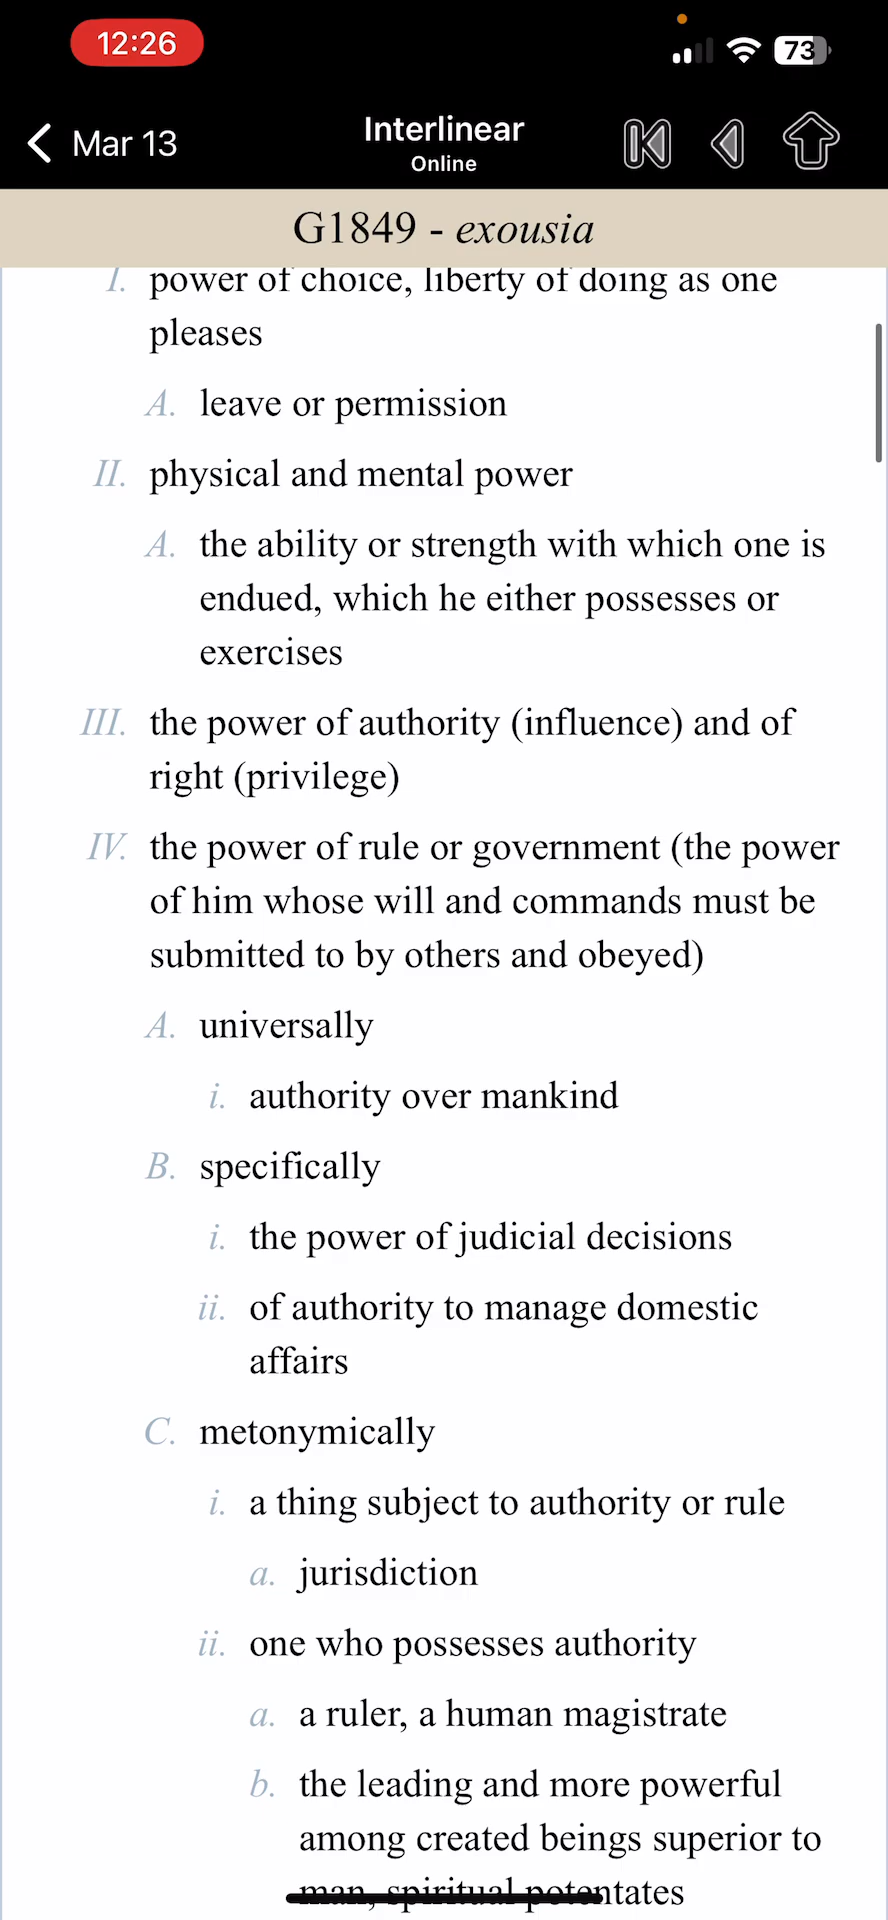 12:26
73
Mar 13
Interlinear
Online
G1849 - exousia
I. power of choice, liberty of doing as one
pleases
A. leave or permission
II. physical and mental power
A. the ability or strength with which one is
endued, which he either possesses or
exercises
III. the power of authority (influence) and of
right (privilege)
IV. the power of rule or government (the power
of him whose will and commands must be
submitted to by others and obeyed)
A. universally
i. authority over mankind
B. specifically
i. the power of judicial decisions
ii. of authority to manage domestic
affairs
C. metonymically
i. a thing subject to authority or rule
a. jurisdiction
ii. one who possesses authority
a. a ruler, a human magistrate
b. the leading and more powerful
among created beings superior to
man, spiritual potentates